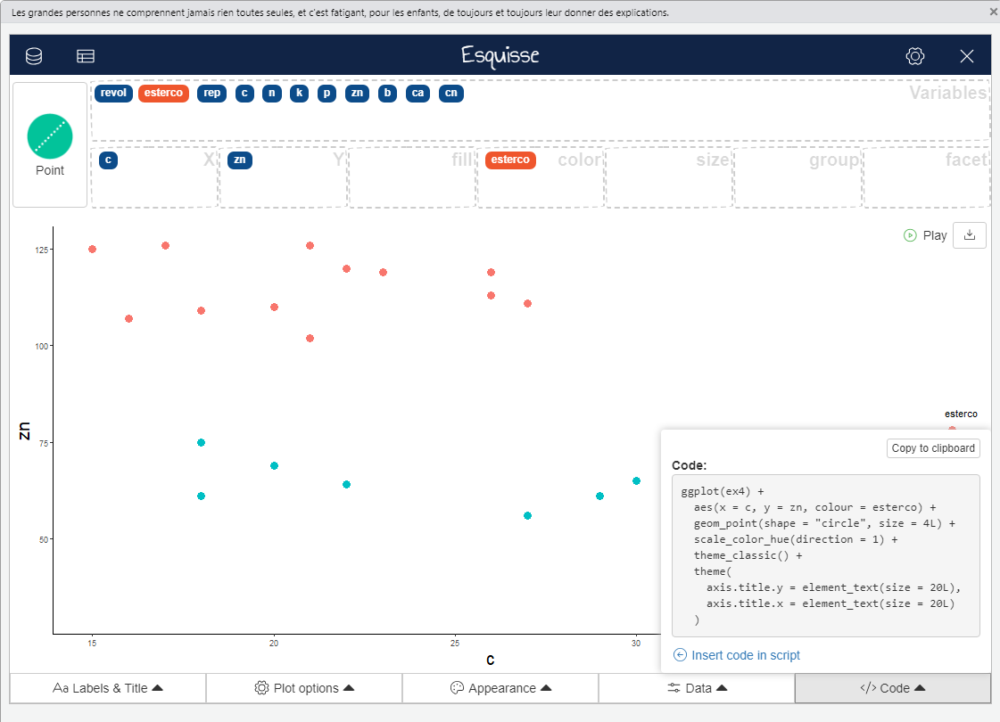 Les grandes personnes ne comprennent jamais rien toutes seules, et c'est fatigant, pour les enfants, de toujours et toujours leur donner des explications.
Esquisse
Point
revol esterco rep c n k p zn b ca cn Variables
c X zn Y fill esterco color size group facet
Play
125
100
75
50
zn
15 20 25 30
c
esterco
Copy to clipboard
Code:
ggplot(ex4) +
  aes(x = c, y = zn, colour = esterco) +
  geom_point(shape = "circle", size = 4L) +
  scale_color_hue(direction = 1) +
  theme_classic() +
  theme(
    axis.title.y = element_text(size = 20L),
    axis.title.x = element_text(size = 20L)
  )
Insert code in script
Aa Labels & Title Plot options Appearance Data </> Code